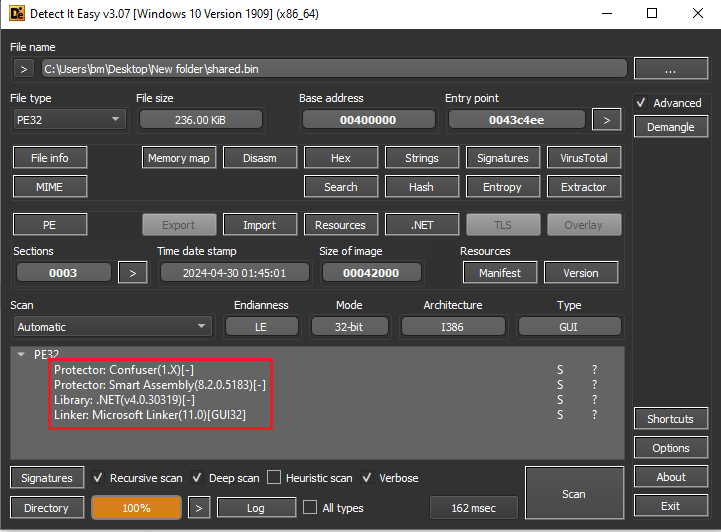 Detect It Easy v3.07 [Windows 10 Version 1909] (x86_64)
File name
> C:\Users\bm\Desktop\New folder\shared.bin ...
File type File size Base address Entry point Advanced
PE32 236.00 KiB 00400000 0043c4ee > Demangle
File info Memory map Disasm Hex Strings Signatures VirusTotal
MIME Search Hash Entropy Extractor
PE Export Import Resources .NET TLS Overlay
Sections Time date stamp Size of image Resources
0003 > 2024-04-30 01:45:01 00042000 Manifest Version
Scan Endianness Mode Architecture Type
Automatic LE 32-bit I386 GUI
PE32
Protector: Confuser(1.X)[-] S ?
Protector: Smart Assembly(8.2.0.5183)[-] S ?
Library: .NET(v4.0.30319)[-] S ?
Linker: Microsoft Linker(11.0)[GUI32] S ?
Shortcuts
Options
Signatures Recursive scan Deep scan Heuristic scan Verbose Scan About
Directory 100% > Log All types 162 msec Exit